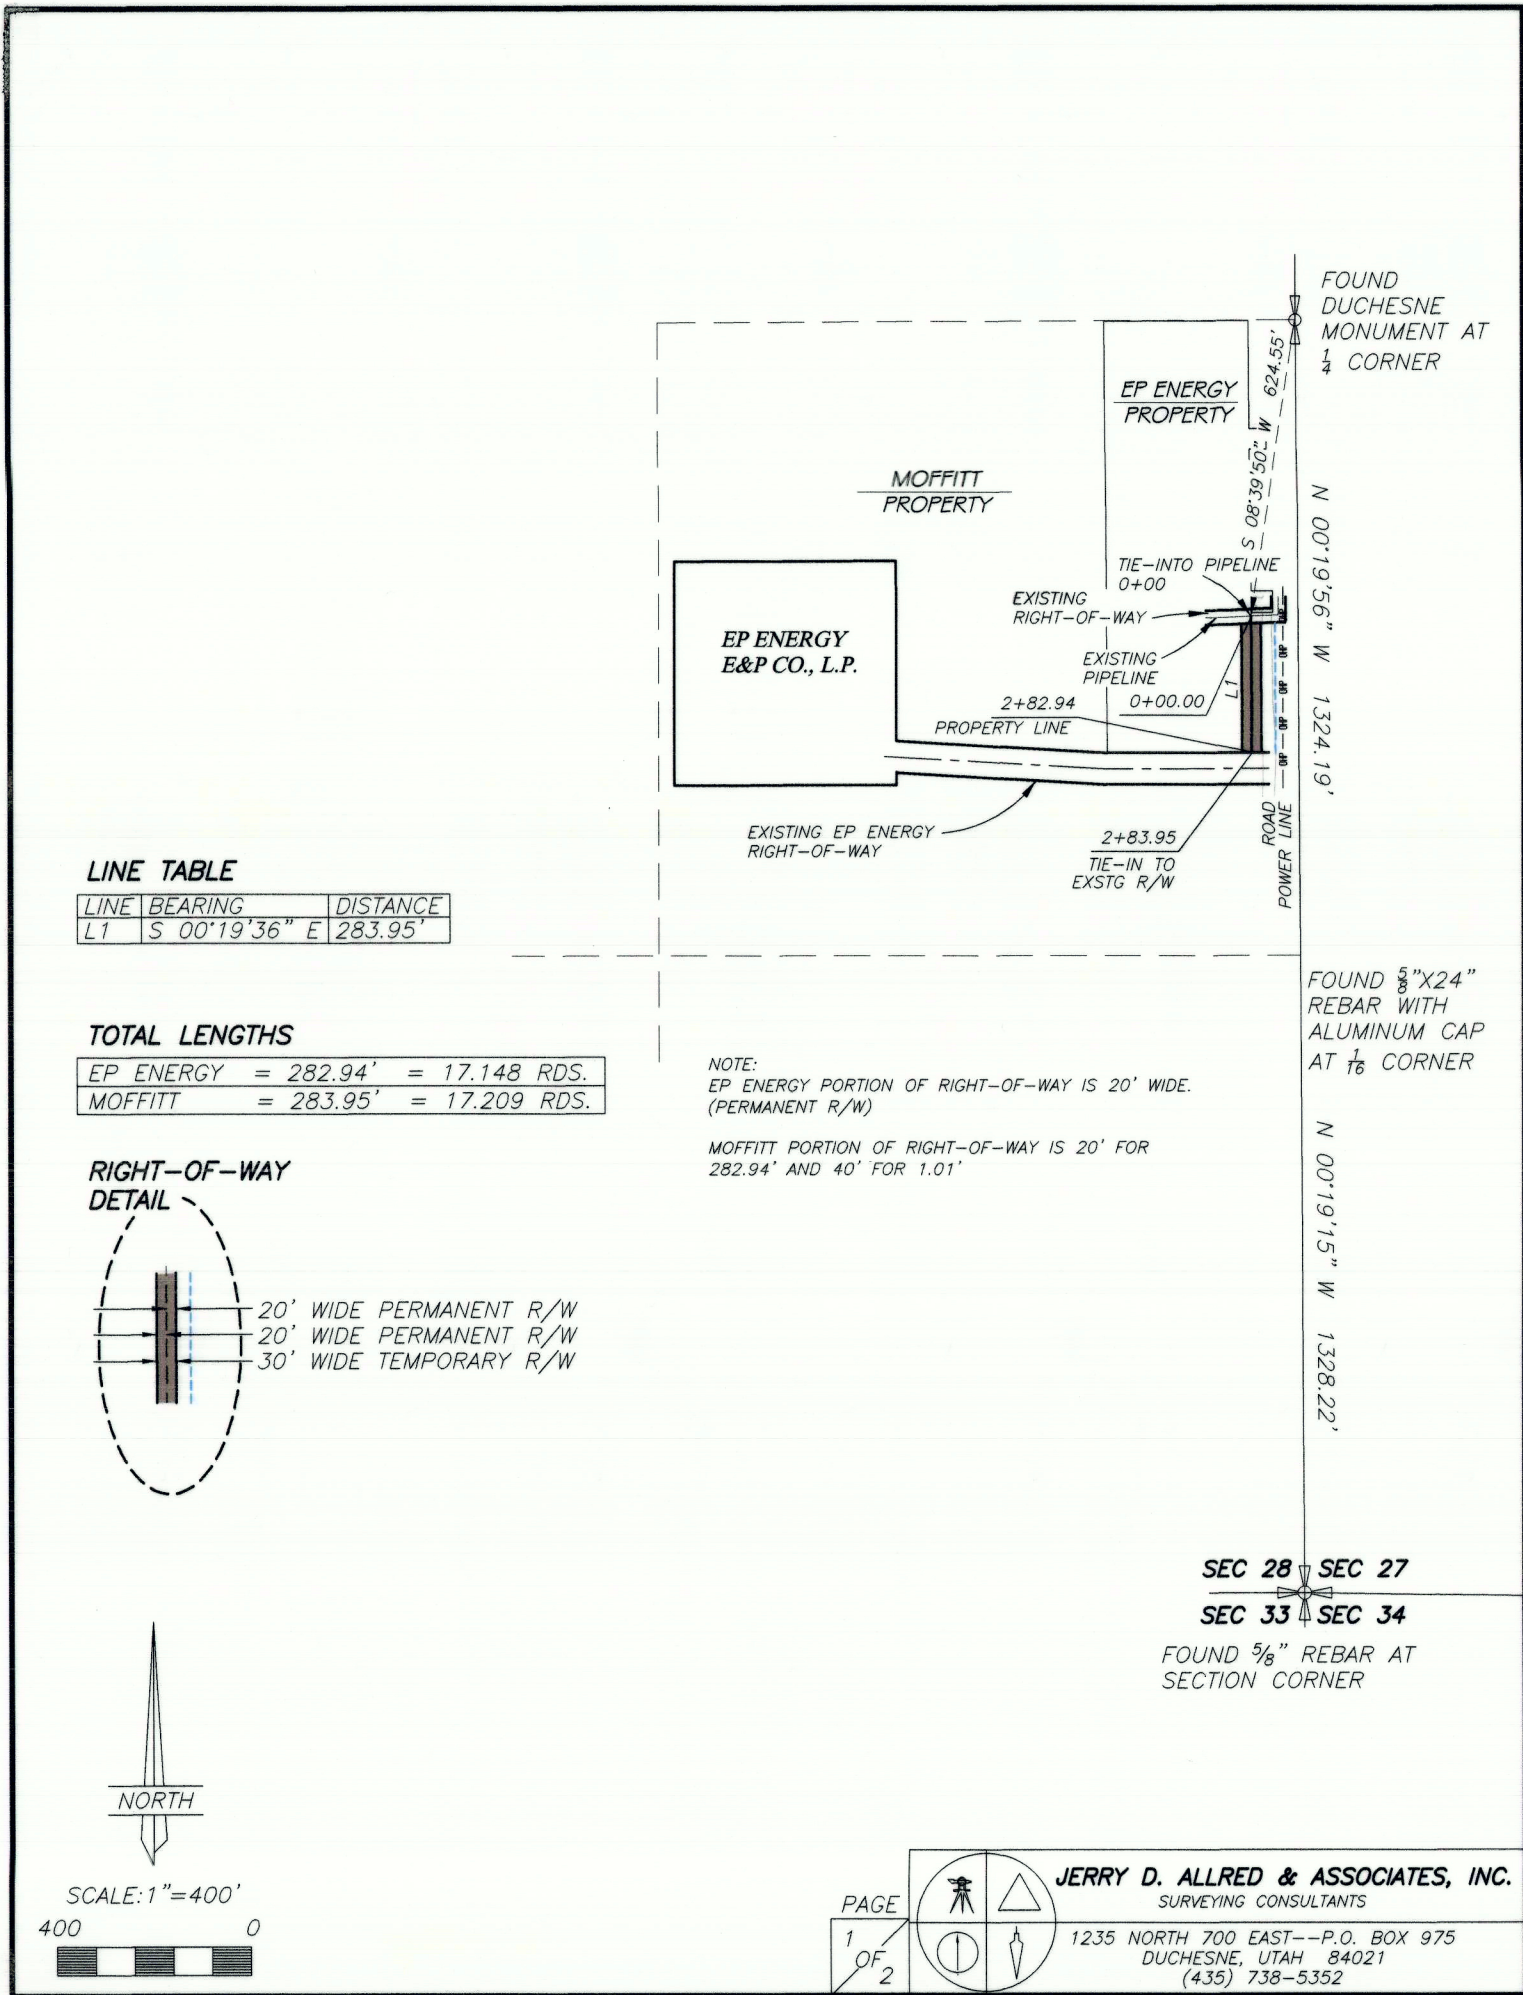 FOUND
DUCHESNE
MONUMENT AT
1/4 CORNER
EP ENERGY
PROPERTY
S 08°39'50" W 624.55'
MOFFITT
PROPERTY
N 00°19'56" W 1324.19'
TIE-INTO PIPELINE
0+00
EXISTING
RIGHT-OF-WAY
EP ENERGY
E&P CO., L.P.
EXISTING
PIPELINE
L1
2+82.94
PROPERTY LINE
0+00.00
OHP
OHP
OHP
OHP
OHP
EXISTING EP ENERGY
RIGHT-OF-WAY
2+83.95
TIE-IN TO
EXSTG R/W
ROAD
POWER LINE
LINE TABLE
LINE BEARING DISTANCE
L1 S 00°19'36" E 283.95'
FOUND 5/8"X24"
REBAR WITH
ALUMINUM CAP
AT 1/16 CORNER
TOTAL LENGTHS
EP ENERGY = 282.94' = 17.148 RDS.
MOFFITT = 283.95' = 17.209 RDS.
NOTE:
EP ENERGY PORTION OF RIGHT-OF-WAY IS 20' WIDE.
(PERMANENT R/W)
MOFFITT PORTION OF RIGHT-OF-WAY IS 20' FOR
282.94' AND 40' FOR 1.01'
N 00°19'15" W 1328.22'
RIGHT-OF-WAY
DETAIL
20' WIDE PERMANENT R/W
20' WIDE PERMANENT R/W
30' WIDE TEMPORARY R/W
SEC 28 SEC 27
SEC 33 SEC 34
FOUND 5/8" REBAR AT
SECTION CORNER
NORTH
SCALE: 1"=400'
400 0
PAGE
1
OF
2
JERRY D. ALLRED & ASSOCIATES, INC.
SURVEYING CONSULTANTS
1235 NORTH 700 EAST--P.O. BOX 975
DUCHESNE, UTAH 84021
(435) 738-5352